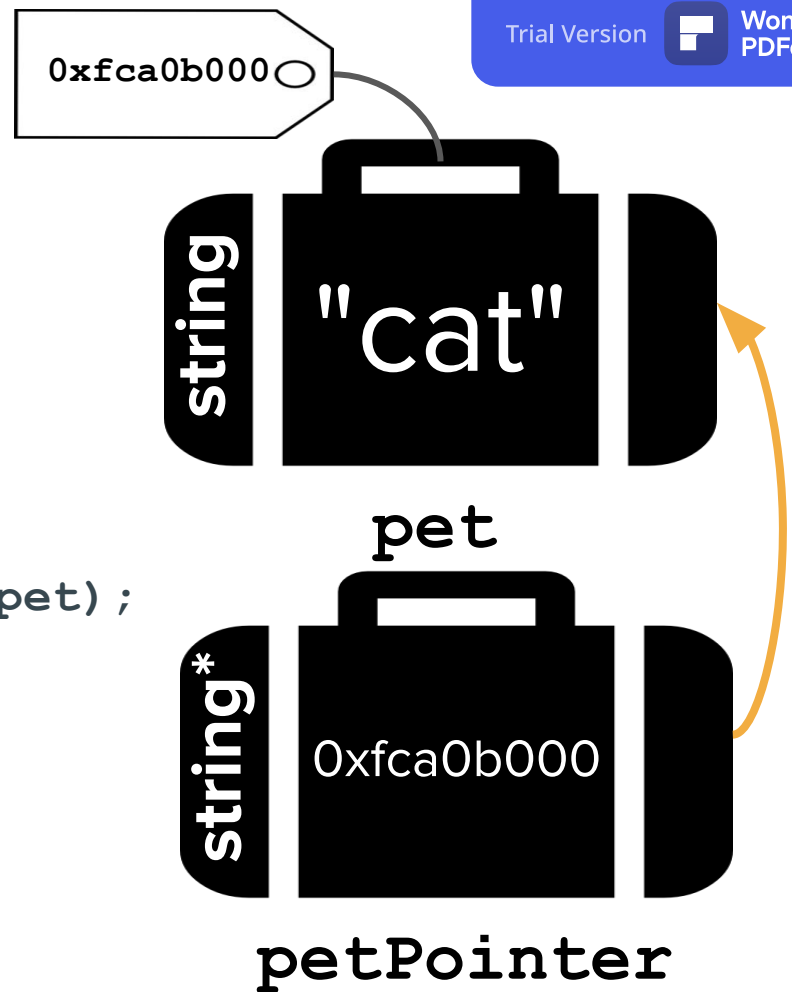 Trial Version
0xfca0b000
string
"cat"
pet
pet);
string*
0xfca0b000
petPointer